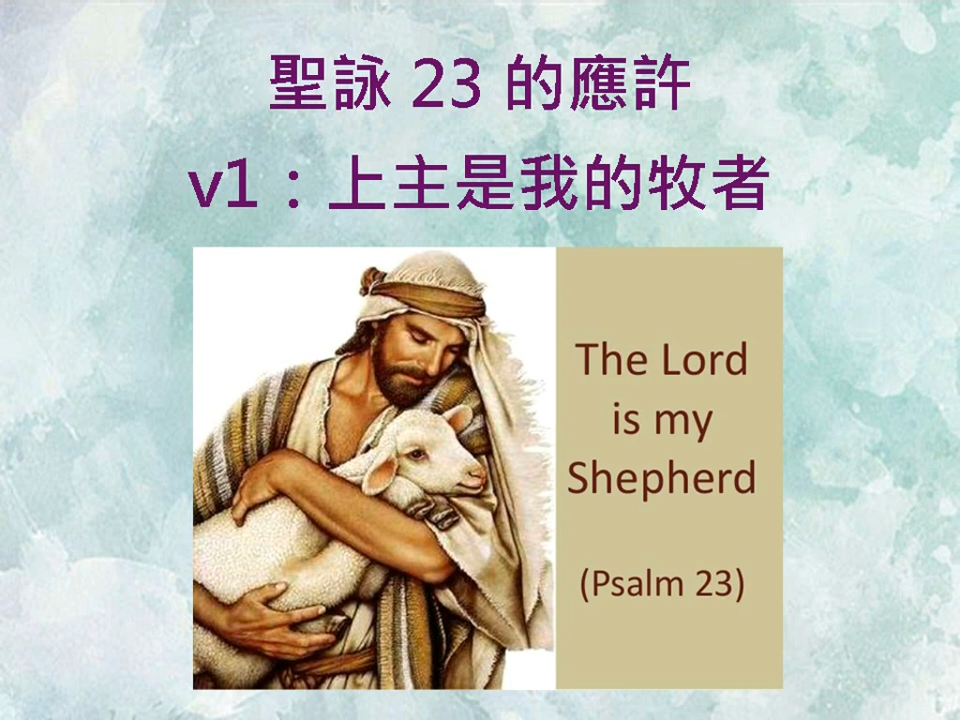 聖詠 23 的應許
v1：上主是我的牧者
The Lord
is my
Shepherd
(Psalm 23)